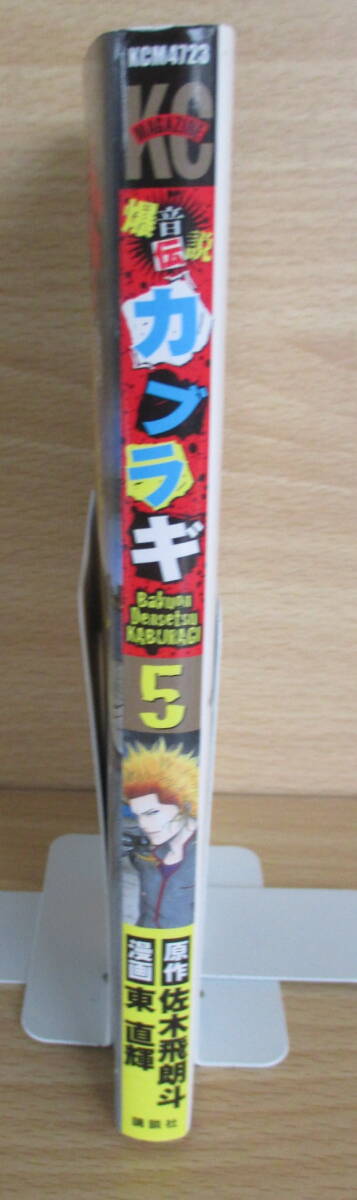 KCM4723
KC
MAGAZINE
爆音伝説
カブラギ
Bakuon
Densetsu
KABURAGI
5
原作 佐木飛朗斗
漫画 東直輝
講談社